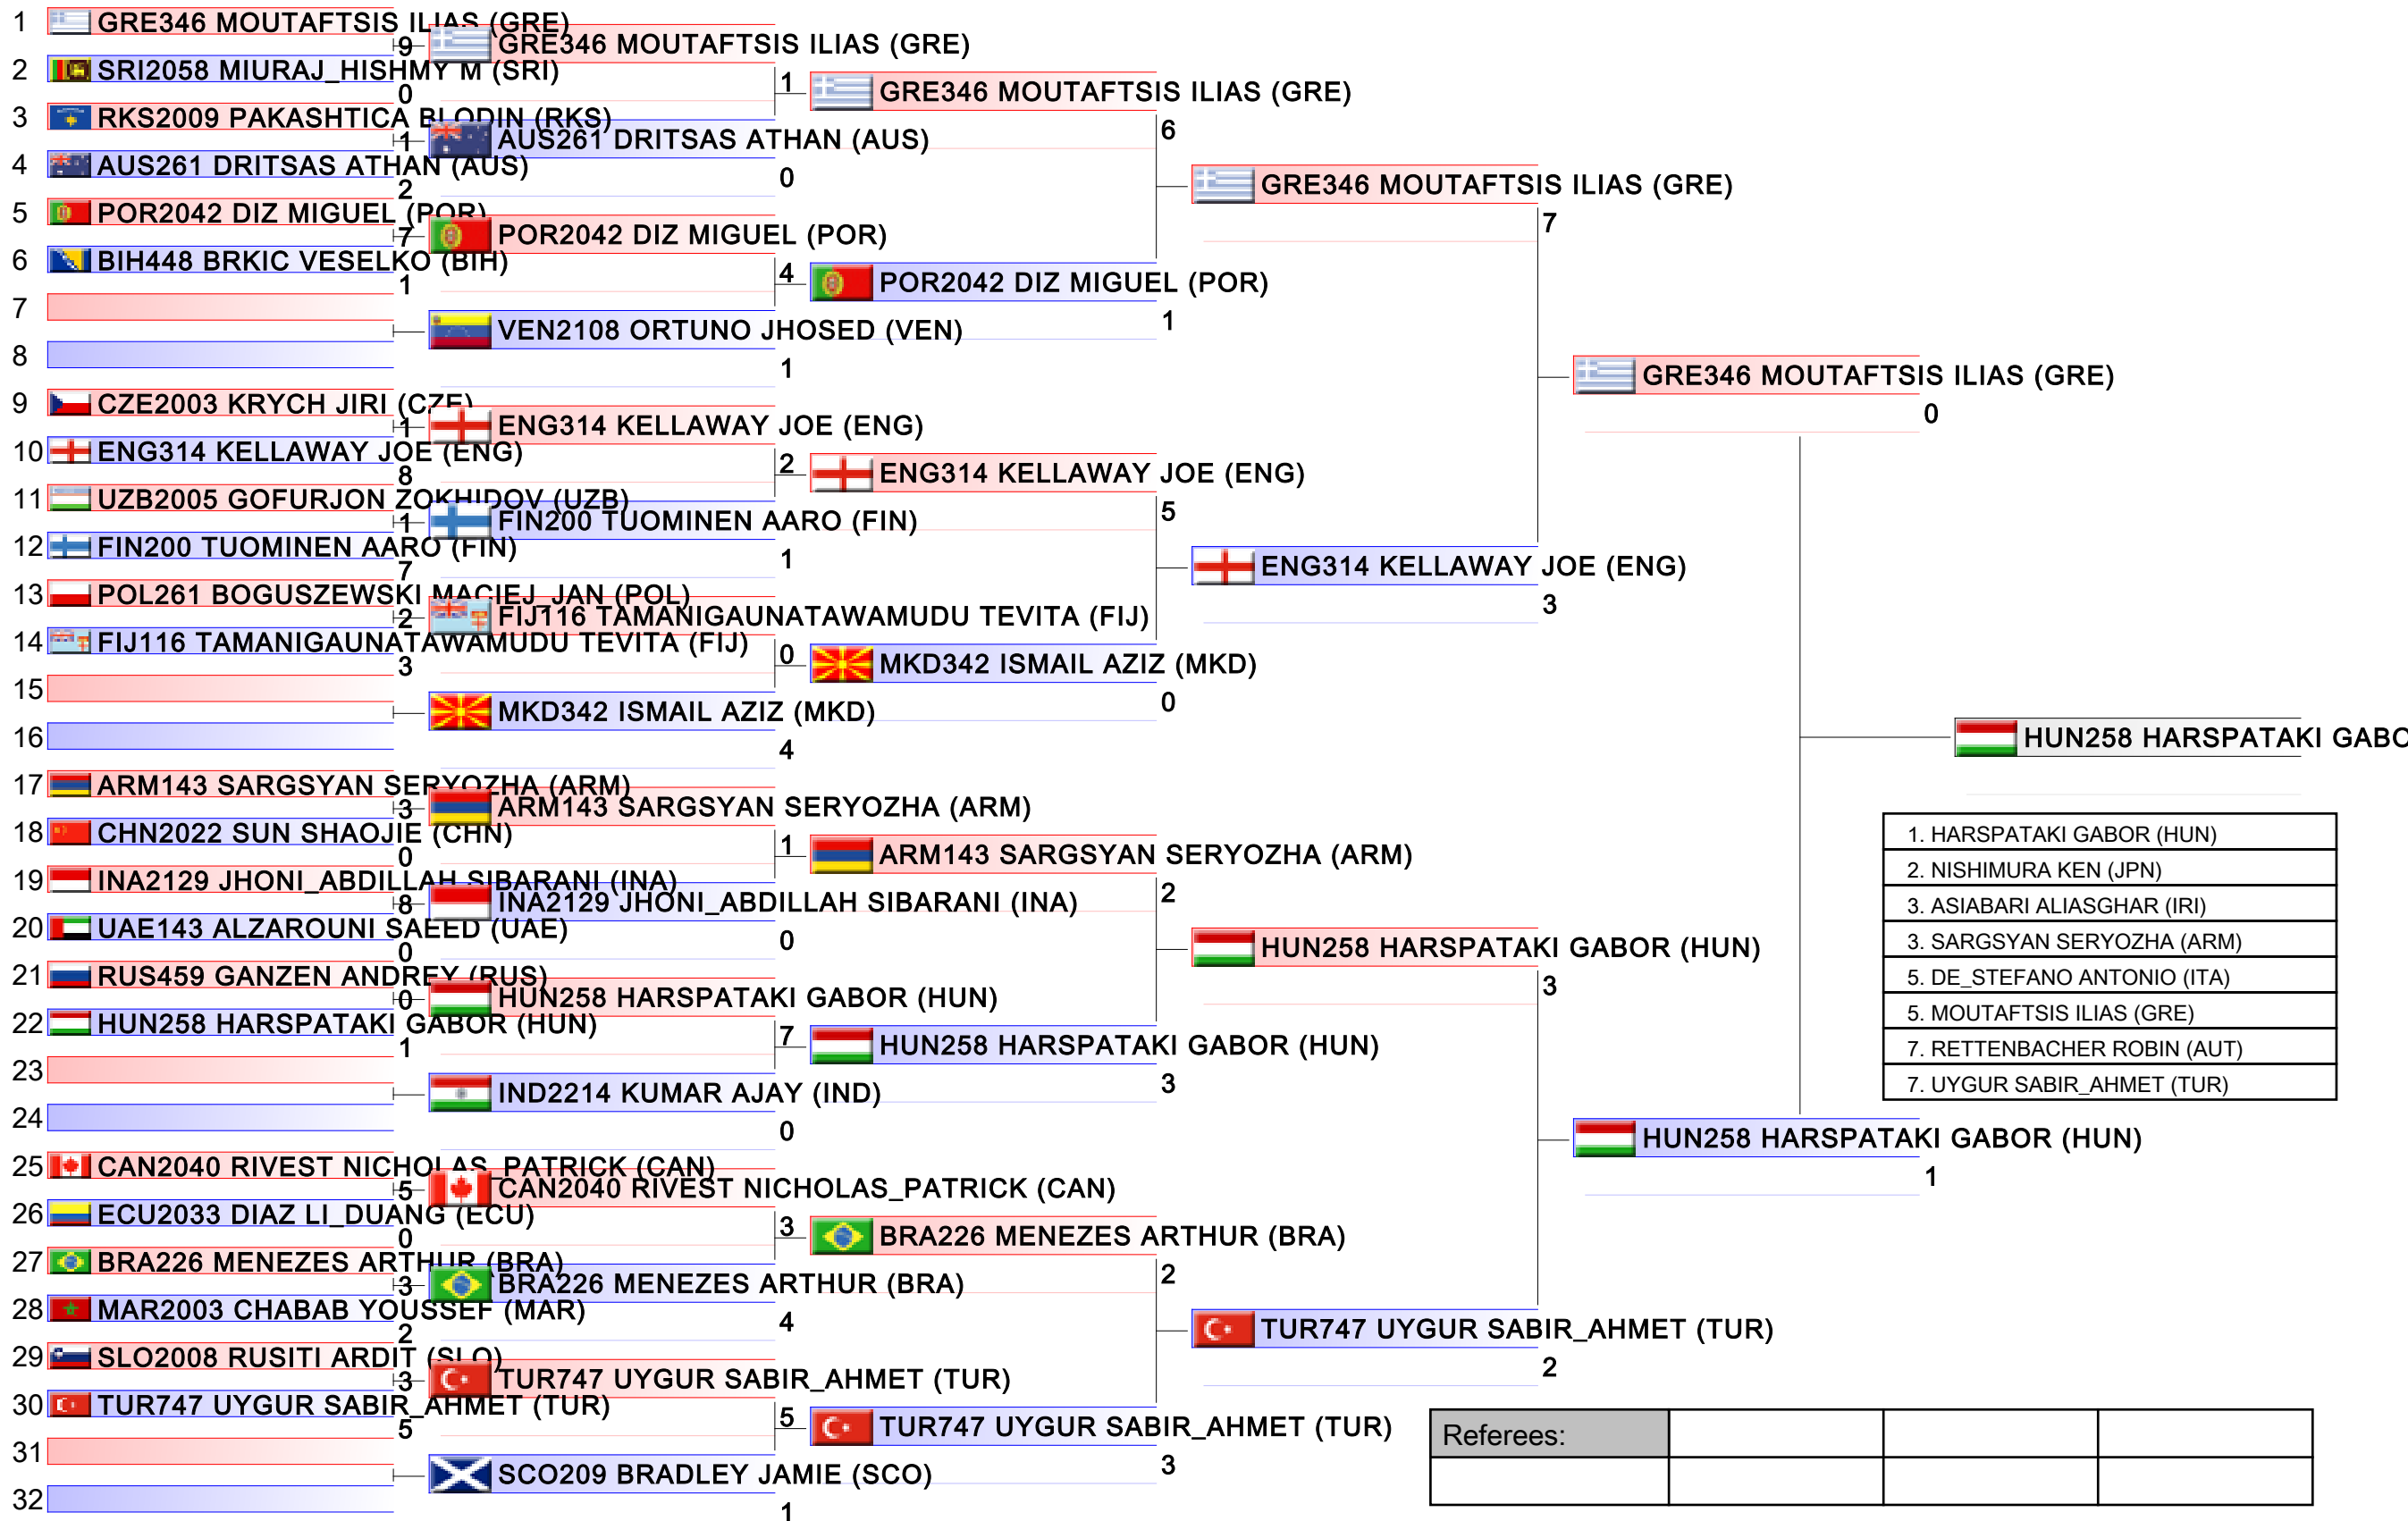 1 GRE346 MOUTAFTSIS ILIAS (GRE)
9
2 SRI2058 MIURAJ_HISHMY M (SRI)
0
3 RKS2009 PAKASHTICA BLODIN (RKS)
1
4 AUS261 DRITSAS ATHAN (AUS)
2
5 POR2042 DIZ MIGUEL (POR)
7
6 BIH448 BRKIC VESELKO (BIH)
1
7
8
9 CZE2003 KRYCH JIRI (CZE)
1
10 ENG314 KELLAWAY JOE (ENG)
8
11 UZB2005 GOFURJON ZOKHIDOV (UZB)
1
12 FIN200 TUOMINEN AARO (FIN)
7
13 POL261 BOGUSZEWSKI MACIEJ_JAN (POL)
2
14 FIJ116 TAMANIGAUNATAWAMUDU TEVITA (FIJ)
3
15
16
17 ARM143 SARGSYAN SERYOZHA (ARM)
3
18 CHN2022 SUN SHAOJIE (CHN)
0
19 INA2129 JHONI_ABDILLAH SIBARANI (INA)
8
20 UAE143 ALZAROUNI SAEED (UAE)
0
21 RUS459 GANZEN ANDREY (RUS)
0
22 HUN258 HARSPATAKI GABOR (HUN)
1
23
24
25 CAN2040 RIVEST NICHOLAS_PATRICK (CAN)
5
26 ECU2033 DIAZ LI_DUANG (ECU)
0
27 BRA226 MENEZES ARTHUR (BRA)
3
28 MAR2003 CHABAB YOUSSEF (MAR)
2
29 SLO2008 RUSITI ARDIT (SLO)
3
30 TUR747 UYGUR SABIR_AHMET (TUR)
5
31
32
GRE346 MOUTAFTSIS ILIAS (GRE)
1
AUS261 DRITSAS ATHAN (AUS)
0
POR2042 DIZ MIGUEL (POR)
4
VEN2108 ORTUNO JHOSED (VEN)
1
ENG314 KELLAWAY JOE (ENG)
2
FIN200 TUOMINEN AARO (FIN)
1
FIJ116 TAMANIGAUNATAWAMUDU TEVITA (FIJ)
0
MKD342 ISMAIL AZIZ (MKD)
4
ARM143 SARGSYAN SERYOZHA (ARM)
1
INA2129 JHONI_ABDILLAH SIBARANI (INA)
0
HUN258 HARSPATAKI GABOR (HUN)
7
IND2214 KUMAR AJAY (IND)
0
CAN2040 RIVEST NICHOLAS_PATRICK (CAN)
3
BRA226 MENEZES ARTHUR (BRA)
4
TUR747 UYGUR SABIR_AHMET (TUR)
5
SCO209 BRADLEY JAMIE (SCO)
1
GRE346 MOUTAFTSIS ILIAS (GRE)
6
POR2042 DIZ MIGUEL (POR)
1
ENG314 KELLAWAY JOE (ENG)
5
MKD342 ISMAIL AZIZ (MKD)
0
ARM143 SARGSYAN SERYOZHA (ARM)
2
HUN258 HARSPATAKI GABOR (HUN)
3
BRA226 MENEZES ARTHUR (BRA)
2
TUR747 UYGUR SABIR_AHMET (TUR)
3
GRE346 MOUTAFTSIS ILIAS (GRE)
7
ENG314 KELLAWAY JOE (ENG)
3
HUN258 HARSPATAKI GABOR (HUN)
3
TUR747 UYGUR SABIR_AHMET (TUR)
2
GRE346 MOUTAFTSIS ILIAS (GRE)
0
HUN258 HARSPATAKI GABOR (HUN)
1
HUN258 HARSPATAKI GABO
1. HARSPATAKI GABOR (HUN)
2. NISHIMURA KEN (JPN)
3. ASIABARI ALIASGHAR (IRI)
3. SARGSYAN SERYOZHA (ARM)
5. DE_STEFANO ANTONIO (ITA)
5. MOUTAFTSIS ILIAS (GRE)
7. RETTENBACHER ROBIN (AUT)
7. UYGUR SABIR_AHMET (TUR)
Referees: